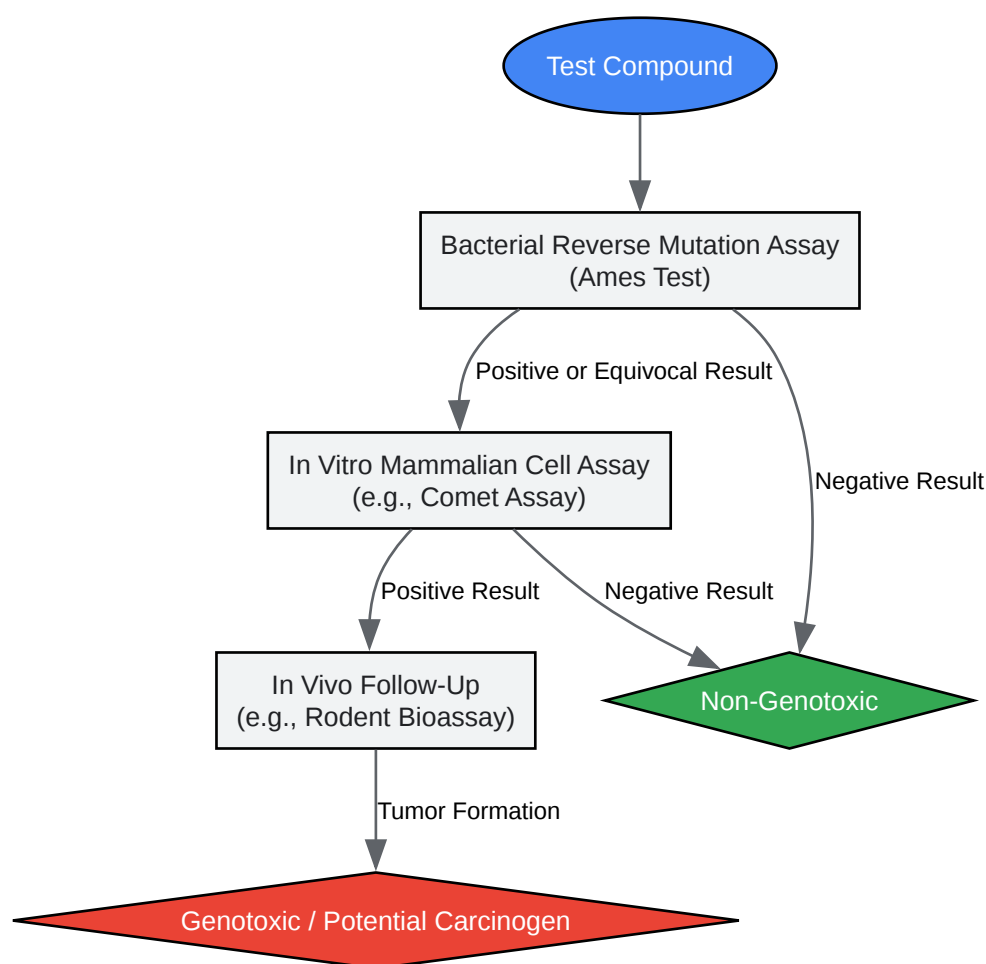 Test Compound
Bacterial Reverse Mutation Assay
(Ames Test)
Positive or Equivocal Result
In Vitro Mammalian Cell Assay
(e.g., Comet Assay)
Negative Result
Positive Result
Negative Result
In Vivo Follow-Up
(e.g., Rodent Bioassay)
Non-Genotoxic
Tumor Formation
Genotoxic / Potential Carcinogen